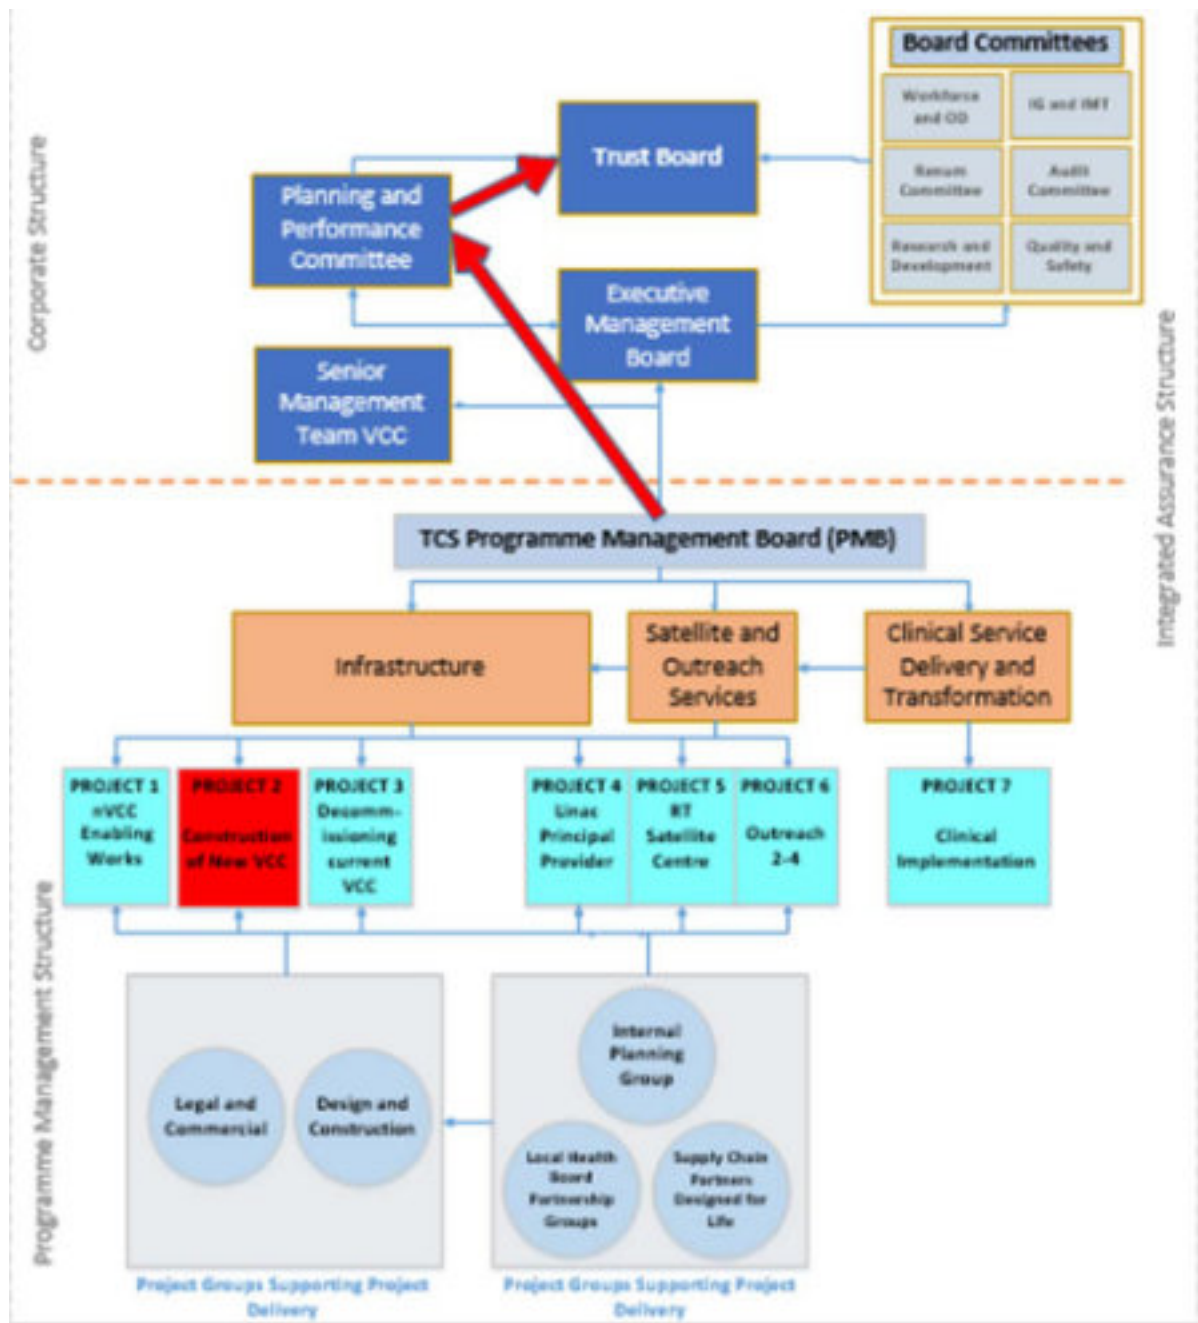 Board Committees
Workforce
and OD
IG and IMT
Remum
Committee
Audit
Committee
Research and
Development
Quality and
Safety
Trust Board
Planning and
Performance
Committee
Executive
Management
Board
Senior
Management
Team VCC
Corporate Structure
Integrated Assurance Structure
TCS Programme Management Board (PMB)
Infrastructure
Satellite and
Outreach
Services
Clinical Service
Delivery and
Transformation
PROJECT 1
nVCC
Enabling
Works
PROJECT 2
Construction
of New VCC
PROJECT 3
Decomm-
issioning
current
VCC
PROJECT 4
Linac
Principal
Provider
PROJECT 5
RT
Satellite
Centre
PROJECT 6
Outreach
2-4
PROJECT 7
Clinical
Implementation
Programme Management Structure
Legal and
Commercial
Design and
Construction
Internal
Planning
Group
Local Health
Board
Partnership
Groups
Supply Chain
Partners
Designed for
Life
Project Groups Supporting Project
Delivery
Project Groups Supporting Project
Delivery